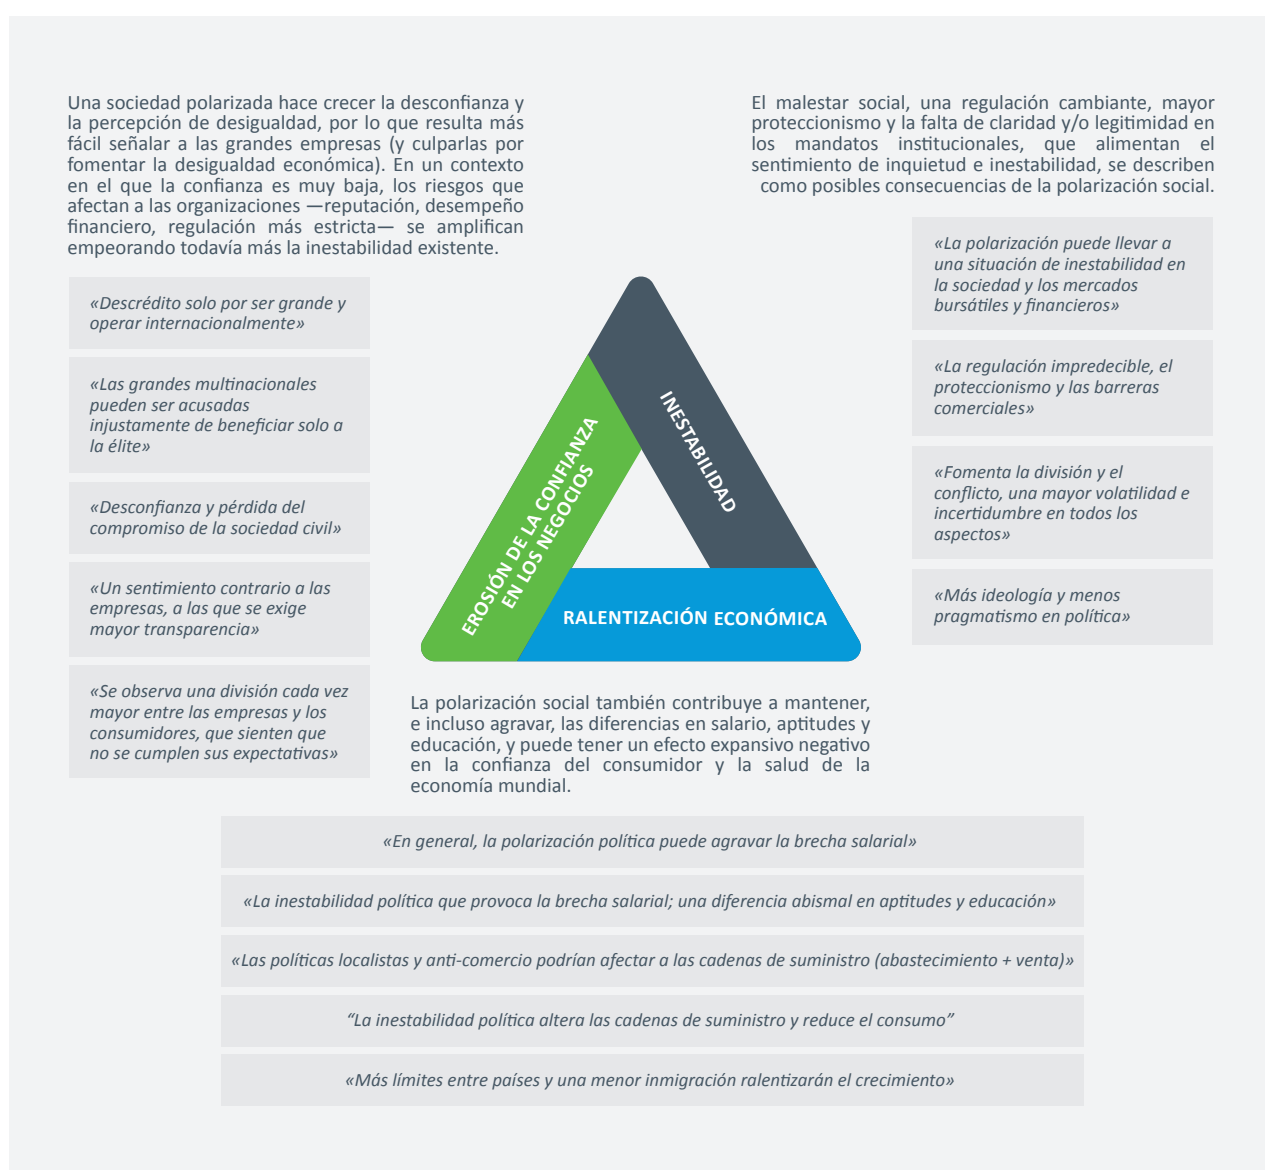 Una sociedad polarizada hace crecer la desconfianza y
la percepción de desigualdad, por lo que resulta más
fácil señalar a las grandes empresas (y culparlas por
fomentar la desigualdad económica). En un contexto
en el que la confianza es muy baja, los riesgos que
afectan a las organizaciones —reputación, desempeño
financiero, regulación más estricta— se amplifican
empeorando todavía más la inestabilidad existente.
«Descrédito solo por ser grande y
operar internacionalmente»
«Las grandes multinacionales
pueden ser acusadas
injustamente de beneficiar solo a
la élite»
«Desconfianza y pérdida del
compromiso de la sociedad civil»
«Un sentimiento contrario a las
empresas, a las que se exige
mayor transparencia»
«Se observa una división cada vez
mayor entre las empresas y los
consumidores, que sienten que
no se cumplen sus expectativas»
El malestar social, una regulación cambiante, mayor
proteccionismo y la falta de claridad y/o legitimidad en
los mandatos institucionales, que alimentan el
sentimiento de inquietud e inestabilidad, se describen
como posibles consecuencias de la polarización social.
«La polarización puede llevar a
una situación de inestabilidad en
la sociedad y los mercados
bursátiles y financieros»
«La regulación impredecible, el
proteccionismo y las barreras
comerciales»
«Fomenta la división y el
conflicto, una mayor volatilidad e
incertidumbre en todos los
aspectos»
«Más ideología y menos
pragmatismo en política»
EROSIÓN DE LA CONFIANZA
EN LOS NEGOCIOS
INESTABILIDAD
RALENTIZACIÓN ECONÓMICA
La polarización social también contribuye a mantener,
e incluso agravar, las diferencias en salario, aptitudes y
educación, y puede tener un efecto expansivo negativo
en la confianza del consumidor y la salud de la
economía mundial.
«En general, la polarización política puede agravar la brecha salarial»
«La inestabilidad política que provoca la brecha salarial; una diferencia abismal en aptitudes y educación»
«Las políticas localistas y anti-comercio podrían afectar a las cadenas de suministro (abastecimiento + venta)»
“La inestabilidad política altera las cadenas de suministro y reduce el consumo”
«Más límites entre países y una menor inmigración ralentizarán el crecimiento»